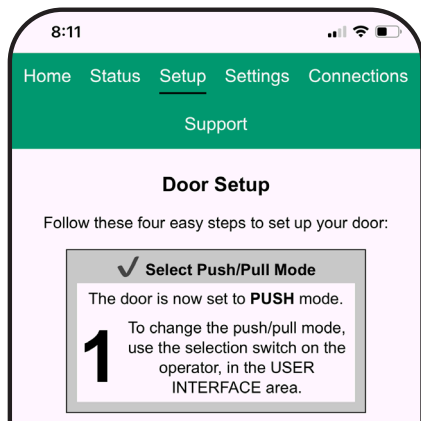 8:11
Home Status Setup Settings Connections
Support
Door Setup
Follow these four easy steps to set up your door:
Select Push/Pull Mode
The door is now set to PUSH mode.
1
To change the push/pull mode,
use the selection switch on the
operator, in the USER
INTERFACE area.